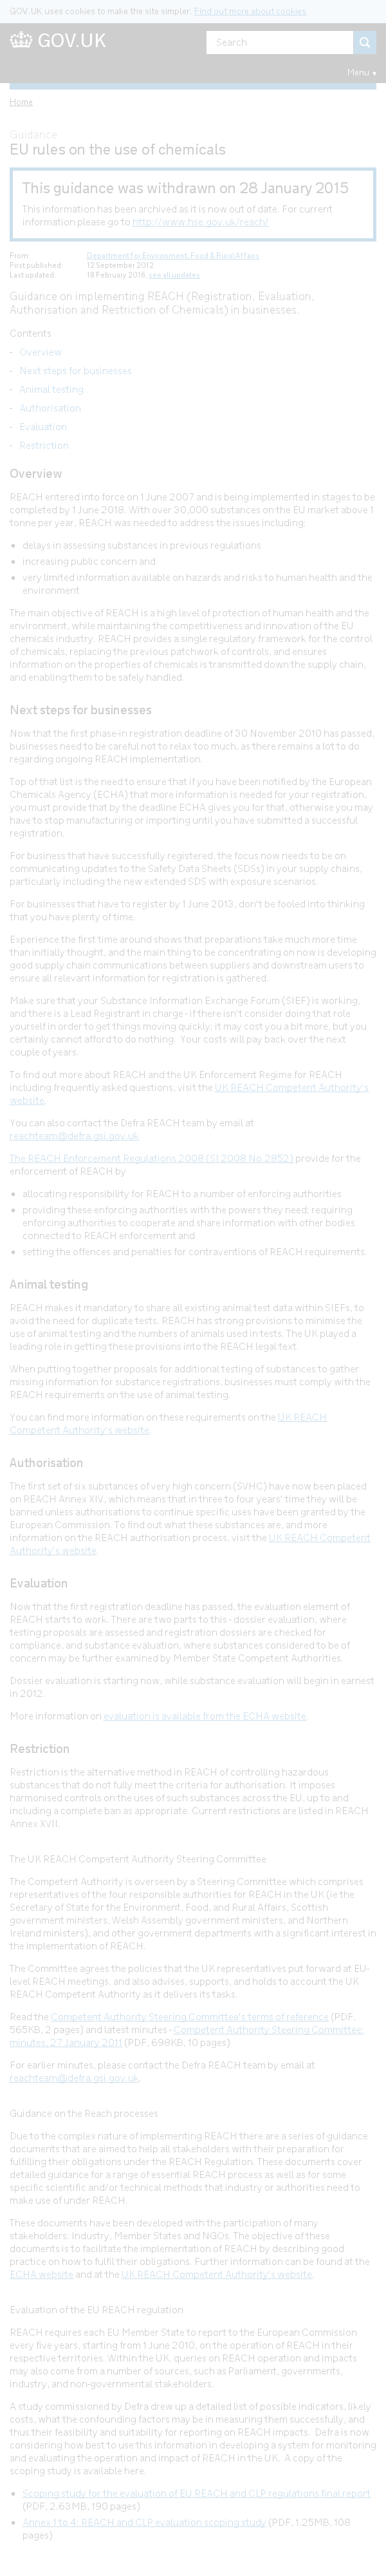 GOV.UK uses cookies to make the site simpler. Find out more about cookies
GOV.UK
Search
Menu
Home
Guidance
EU rules on the use of chemicals
This guidance was withdrawn on 28 January 2015
This information has been archived as it is now out of date. For current
information please go to http://www.hse.gov.uk/reach/
From: Department for Environment, Food & Rural Affairs
First published: 12 September 2012
Last updated: 18 February 2016, see all updates
Guidance on implementing REACH (Registration, Evaluation,
Authorisation and Restriction of Chemicals) in businesses.
Contents
- Overview
- Next steps for businesses
- Animal testing
- Authorisation
- Evaluation
- Restriction
Overview
REACH entered into force on 1 June 2007 and is being implemented in stages to be
completed by 1 June 2018. With over 30,000 substances on the EU market above 1
tonne per year, REACH was needed to address the issues including:
• delays in assessing substances in previous regulations
• increasing public concern and
• very limited information available on hazards and risks to human health and the
environment
The main objective of REACH is a high level of protection of human health and the
environment, while maintaining the competitiveness and innovation of the EU
chemicals industry. REACH provides a single regulatory framework for the control
of chemicals, replacing the previous patchwork of controls, and ensures
information on the properties of chemicals is transmitted down the supply chain,
and enabling them to be safely handled.
Next steps for businesses
Now that the first phase-in registration deadline of 30 November 2010 has passed,
businesses need to be careful not to relax too much, as there remains a lot to do
regarding ongoing REACH implementation.
Top of that list is the need to ensure that if you have been notified by the European
Chemicals Agency (ECHA) that more information is needed for your registration,
you must provide that by the deadline ECHA gives you for that, otherwise you may
have to stop manufacturing or importing until you have submitted a successful
registration.
For business that have successfully registered, the focus now needs to be on
communicating updates to the Safety Data Sheets (SDSs) in your supply chains,
particularly including the new extended SDS with exposure scenarios.
For businesses that have to register by 1 June 2013, don't be fooled into thinking
that you have plenty of time.
Experience the first time around shows that preparations take much more time
than initially thought, and the main thing to be concentrating on now is developing
good supply chain communications between suppliers and downstream users to
ensure all relevant information for registration is gathered.
Make sure that your Substance Information Exchange Forum (SIEF) is working,
and there is a Lead Registrant in charge - if there isn't consider doing that role
yourself in order to get things moving quickly; it may cost you a bit more, but you
certainly cannot afford to do nothing. Your costs will pay back over the next
couple of years.
To find out more about REACH and the UK Enforcement Regime for REACH
including frequently asked questions, visit the UK REACH Competent Authority's
website.
You can also contact the Defra REACH team by email at
reachteam@defra.gsi.gov.uk
The REACH Enforcement Regulations 2008 (SI 2008 No.2852) provide for the
enforcement of REACH by
• allocating responsibility for REACH to a number of enforcing authorities
• providing these enforcing authorities with the powers they need; requiring
enforcing authorities to cooperate and share information with other bodies
connected to REACH enforcement and
• setting the offences and penalties for contraventions of REACH requirements.
Animal testing
REACH makes it mandatory to share all existing animal test data within SIEFs, to
avoid the need for duplicate tests. REACH has strong provisions to minimise the
use of animal testing and the numbers of animals used in tests. The UK played a
leading role in getting these provisions into the REACH legal text.
When putting together proposals for additional testing of substances to gather
missing information for substance registrations, businesses must comply with the
REACH requirements on the use of animal testing.
You can find more information on these requirements on the UK REACH
Competent Authority's website.
Authorisation
The first set of six substances of very high concern (SVHC) have now been placed
on REACH Annex XIV, which means that in three to four years' time they will be
banned unless authorisations to continue specific uses have been granted by the
European Commission. To find out what these substances are, and more
information on the REACH authorisation process, visit the UK REACH Competent
Authority's website.
Evaluation
Now that the first registration deadline has passed, the evaluation element of
REACH starts to work. There are two parts to this - dossier evaluation, where
testing proposals are assessed and registration dossiers are checked for
compliance, and substance evaluation, where substances considered to be of
concern may be further examined by Member State Competent Authorities.
Dossier evaluation is starting now, while substance evaluation will begin in earnest
in 2012.
More information on evaluation is available from the ECHA website.
Restriction
Restriction is the alternative method in REACH of controlling hazardous
substances that do not fully meet the criteria for authorisation. It imposes
harmonised controls on the uses of such substances across the EU, up to and
including a complete ban as appropriate. Current restrictions are listed in REACH
Annex XVII.
The UK REACH Competent Authority Steering Committee
The Competent Authority is overseen by a Steering Committee which comprises
representatives of the four responsible authorities for REACH in the UK (ie the
Secretary of State for the Environment, Food, and Rural Affairs, Scottish
government ministers, Welsh Assembly government ministers, and Northern
Ireland ministers), and other government departments with a significant interest in
the implementation of REACH.
The Committee agrees the policies that the UK representatives put forward at EU-
level REACH meetings, and also advises, supports, and holds to account the UK
REACH Competent Authority as it delivers its tasks.
Read the Competent Authority Steering Committee's terms of reference (PDF,
565KB, 2 pages) and latest minutes - Competent Authority Steering Committee:
minutes, 27 January 2011 (PDF, 698KB, 10 pages)
For earlier minutes, please contact the Defra REACH team by email at
reachteam@defra.gsi.gov.uk.
Guidance on the Reach processes
Due to the complex nature of implementing REACH there are a series of guidance
documents that are aimed to help all stakeholders with their preparation for
fulfilling their obligations under the REACH Regulation. These documents cover
detailed guidance for a range of essential REACH process as well as for some
specific scientific and/or technical methods that industry or authorities need to
make use of under REACH.
These documents have been developed with the participation of many
stakeholders: Industry, Member States and NGOs. The objective of these
documents is to facilitate the implementation of REACH by describing good
practice on how to fulfil their obligations. Further information can be found at the
ECHA website and at the UK REACH Competent Authority's website.
Evaluation of the EU REACH regulation
REACH requires each EU Member State to report to the European Commission
every five years, starting from 1 June 2010, on the operation of REACH in their
respective territories. Within the UK, queries on REACH operation and impacts
may also come from a number of sources, such as Parliament, governments,
industry, and non-governmental stakeholders.
A study commissioned by Defra drew up a detailed list of possible indicators, likely
costs, what the confounding factors may be in measuring them successfully, and
thus their feasibility and suitability for reporting on REACH impacts. Defra is now
considering how best to use this information in developing a system for monitoring
and evaluating the operation and impact of REACH in the UK. A copy of the
scoping study is available here.
• Scoping study for the evaluation of EU REACH and CLP regulations final report
(PDF, 2.63MB, 190 pages)
• Annex 1 to 4: REACH and CLP evaluation scoping study (PDF, 1.25MB, 108
pages)